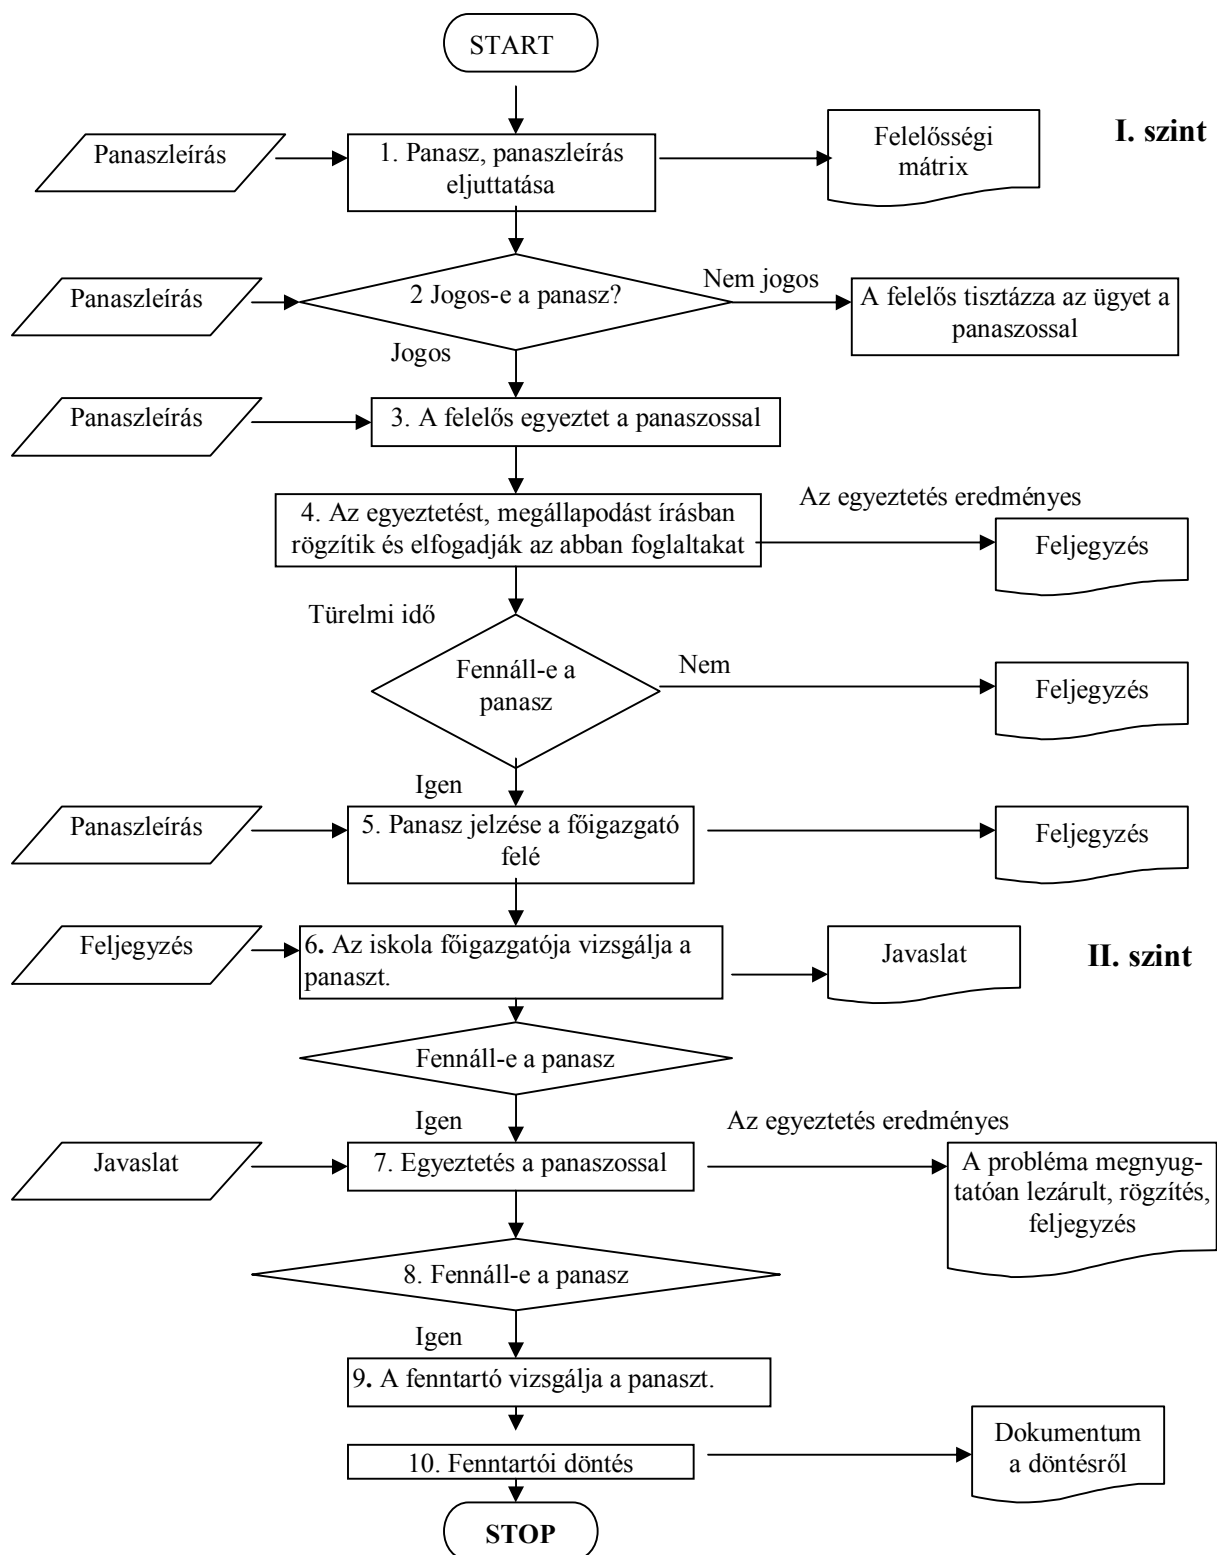 START
Panaszleírás
1. Panasz, panaszleírás
eljuttatása
Felelősségi
mátrix
I. szint
Panaszleírás
2 Jogos-e a panasz?
Nem jogos
A felelős tisztázza az ügyet a
panaszossal
Jogos
Panaszleírás
3. A felelős egyeztet a panaszossal
4. Az egyeztetést, megállapodást írásban
rögzítik és elfogadják az abban foglaltakat
Az egyeztetés eredményes
Feljegyzés
Türelmi idő
Fennáll-e a
panasz
Nem
Feljegyzés
Igen
Panaszleírás
5. Panasz jelzése a főigazgató
felé
Feljegyzés
Feljegyzés
6. Az iskola főigazgatója vizsgálja a
panaszt.
Javaslat
II. szint
Fennáll-e a panasz
Igen
Az egyeztetés eredményes
Javaslat
7. Egyeztetés a panaszossal
A probléma megnyug-
tatóan lezárult, rögzítés,
feljegyzés
8. Fennáll-e a panasz
Igen
9. A fenntartó vizsgálja a panaszt.
10. Fenntartói döntés
Dokumentum
a döntésről
STOP